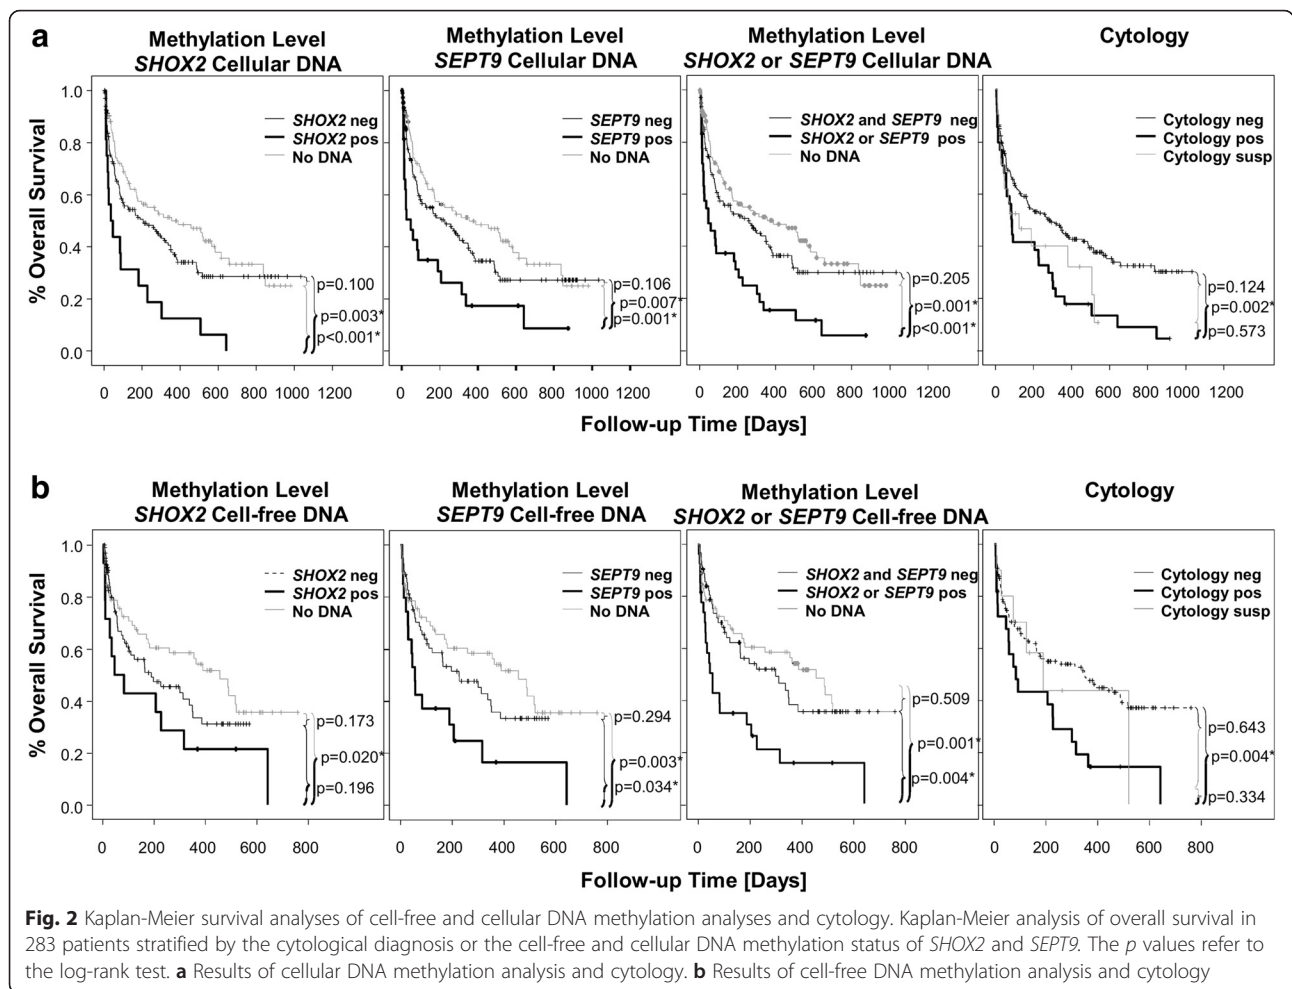 a
Methylation Level
SHOX2 Cellular DNA
Methylation Level
SEPT9 Cellular DNA
Methylation Level
SHOX2 or SEPT9 Cellular DNA
Cytology
% Overall Survival
1.0
0.8
0.6
0.4
0.2
0.0
SHOX2 neg
SHOX2 pos
No DNA
p=0.100
p=0.003*
p<0.001*
0 200 400 600 800 1000 1200
SEPT9 neg
SEPT9 pos
No DNA
p=0.106
p=0.007*
p=0.001*
0 200 400 600 800 1000 1200
SHOX2 and SEPT9 neg
SHOX2 or SEPT9 pos
No DNA
p=0.205
p=0.001*
p<0.001*
0 200 400 600 800 1000 1200
Cytology neg
Cytology pos
Cytology susp
p=0.124
p=0.002*
p=0.573
0 200 400 600 800 1000 1200
Follow-up Time [Days]
b
Methylation Level
SHOX2 Cell-free DNA
Methylation Level
SEPT9 Cell-free DNA
Methylation Level
SHOX2 or SEPT9 Cell-free DNA
Cytology
% Overall Survival
1.0
0.8
0.6
0.4
0.2
0.0
SHOX2 neg
SHOX2 pos
No DNA
p=0.173
p=0.020*
p=0.196
0 200 400 600 800
SEPT9 neg
SEPT9 pos
No DNA
p=0.294
p=0.003*
p=0.034*
0 200 400 600 800
SHOX2 and SEPT9 neg
SHOX2 or SEPT9 pos
No DNA
p=0.509
p=0.001*
p=0.004*
0 200 400 600 800
Cytology neg
Cytology pos
Cytology susp
p=0.643
p=0.004*
p=0.334
0 200 400 600 800
Follow-up Time [Days]
Fig. 2 Kaplan-Meier survival analyses of cell-free and cellular DNA methylation analyses and cytology. Kaplan-Meier analysis of overall survival in
283 patients stratified by the cytological diagnosis or the cell-free and cellular DNA methylation status of SHOX2 and SEPT9. The p values refer to
the log-rank test. a Results of cellular DNA methylation analysis and cytology. b Results of cell-free DNA methylation analysis and cytology